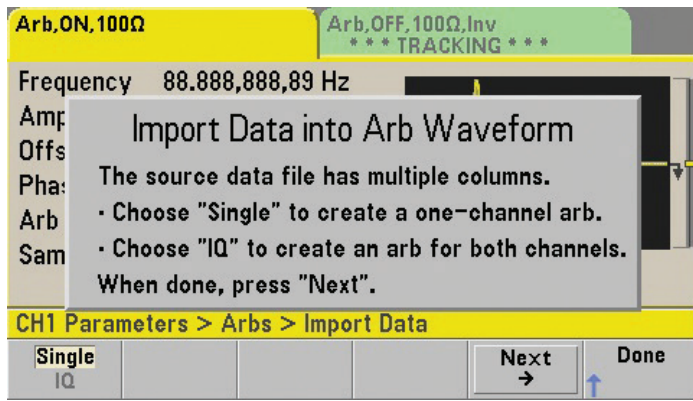 Arb,ON,100Ω
Arb,OFF,100Ω,Inv
* * * TRACKING * * *
Frequency 88.888,888,89 Hz
Offs
Arb
Sam
Import Data into Arb Waveform
The source data file has multiple columns.
· Choose "Single" to create a one-channel arb.
· Choose "IQ" to create an arb for both channels.
When done, press "Next".
CH1 Parameters > Arbs > Import Data
Single
IQ
Next
→
Done